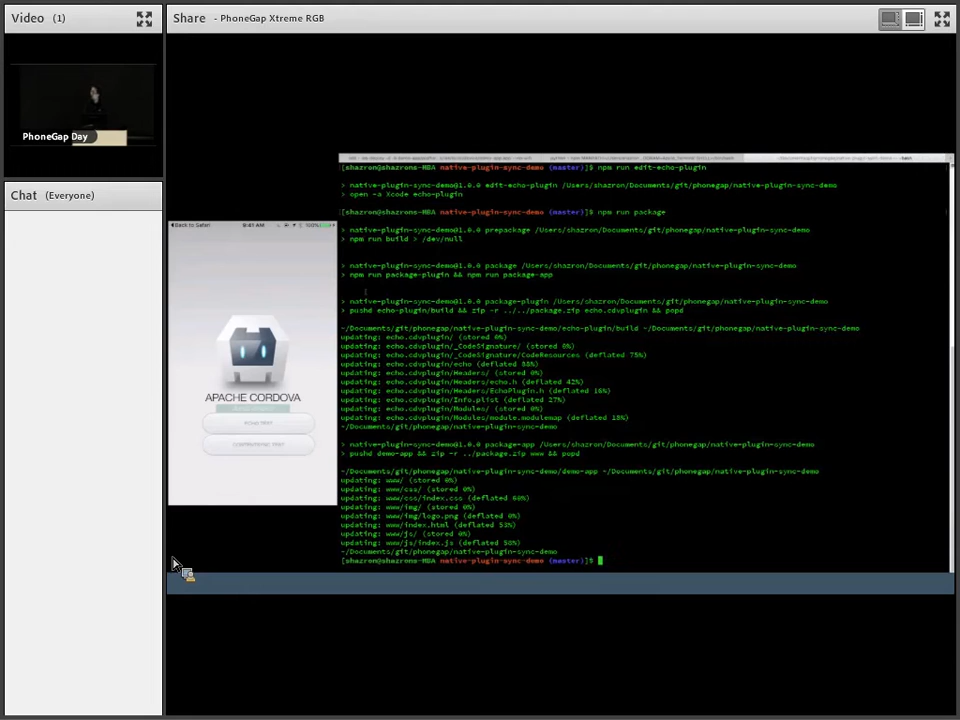 Video (1)
PhoneGap Day
Chat (Everyone)
Share - PhoneGap Xtreme RGB
Back to Safari 9:41 AM 100%
APACHE CORDOVA
ECHO TEST
[shazron@shazrons-MBA native-plugin-sync-demo (master)]$ npm run edit-echo-plugin
> native-plugin-sync-demo@1.0.0 edit-echo-plugin /Users/shazron/Documents/git/phonegap/native-plugin-sync-demo
> open -a Xcode echo-plugin
[shazron@shazrons-MBA native-plugin-sync-demo (master)]$ npm run package
> native-plugin-sync-demo@1.0.0 prepackage /Users/shazron/Documents/git/phonegap/native-plugin-sync-demo
> npm run build > /dev/null
> native-plugin-sync-demo@1.0.0 package /Users/shazron/Documents/git/phonegap/native-plugin-sync-demo
> npm run package-plugin && npm run package-app
> native-plugin-sync-demo@1.0.0 package-plugin /Users/shazron/Documents/git/phonegap/native-plugin-sync-demo
> pushd echo-plugin/build && zip -r ../../package.zip echo.cdvplugin && popd
~/Documents/git/phonegap/native-plugin-sync-demo/echo-plugin/build ~/Documents/git/phonegap/native-plugin-sync-demo
updating: echo.cdvplugin/ (stored 0%)
updating: echo.cdvplugin/_CodeSignature/ (stored 0%)
updating: echo.cdvplugin/_CodeSignature/CodeResources (deflated 75%)
updating: echo.cdvplugin/echo (deflated 88%)
updating: echo.cdvplugin/Headers/ (stored 0%)
updating: echo.cdvplugin/Headers/echo.h (deflated 42%)
updating: echo.cdvplugin/Headers/EchoPlugin.h (deflated 16%)
updating: echo.cdvplugin/Info.plist (deflated 27%)
updating: echo.cdvplugin/Modules/ (stored 0%)
updating: echo.cdvplugin/Modules/module.modulemap (deflated 18%)
~/Documents/git/phonegap/native-plugin-sync-demo
> native-plugin-sync-demo@1.0.0 package-app /Users/shazron/Documents/git/phonegap/native-plugin-sync-demo
> pushd demo-app && zip -r ../package.zip www && popd
~/Documents/git/phonegap/native-plugin-sync-demo/demo-app ~/Documents/git/phonegap/native-plugin-sync-demo
updating: www/ (stored 0%)
updating: www/css/ (stored 0%)
updating: www/css/index.css (deflated 60%)
updating: www/img/ (stored 0%)
updating: www/img/logo.png (deflated 0%)
updating: www/index.html (deflated 53%)
updating: www/js/ (stored 0%)
updating: www/js/index.js (deflated 50%)
~/Documents/git/phonegap/native-plugin-sync-demo
[shazron@shazrons-MBA native-plugin-sync-demo (master)]$